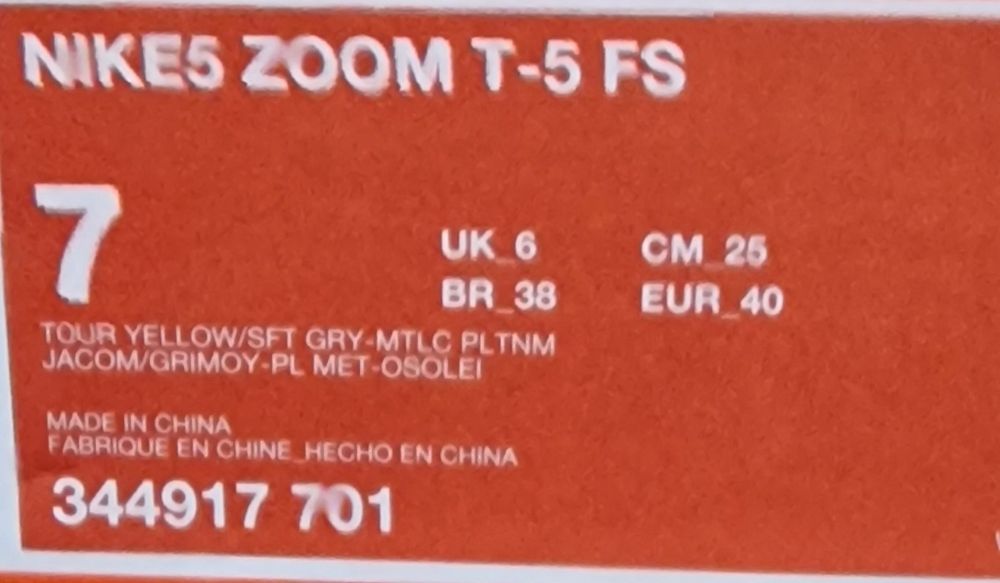 NIKE5 ZOOM T-5 FS
7
UK_6 CM_25
BR_38 EUR_40
TOUR YELLOW/SFT GRY-MTLC PLTNM
JACOM/GRIMOY-PL MET-OSOLEI
MADE IN CHINA
FABRIQUE EN CHINE_HECHO EN CHINA
344917 701